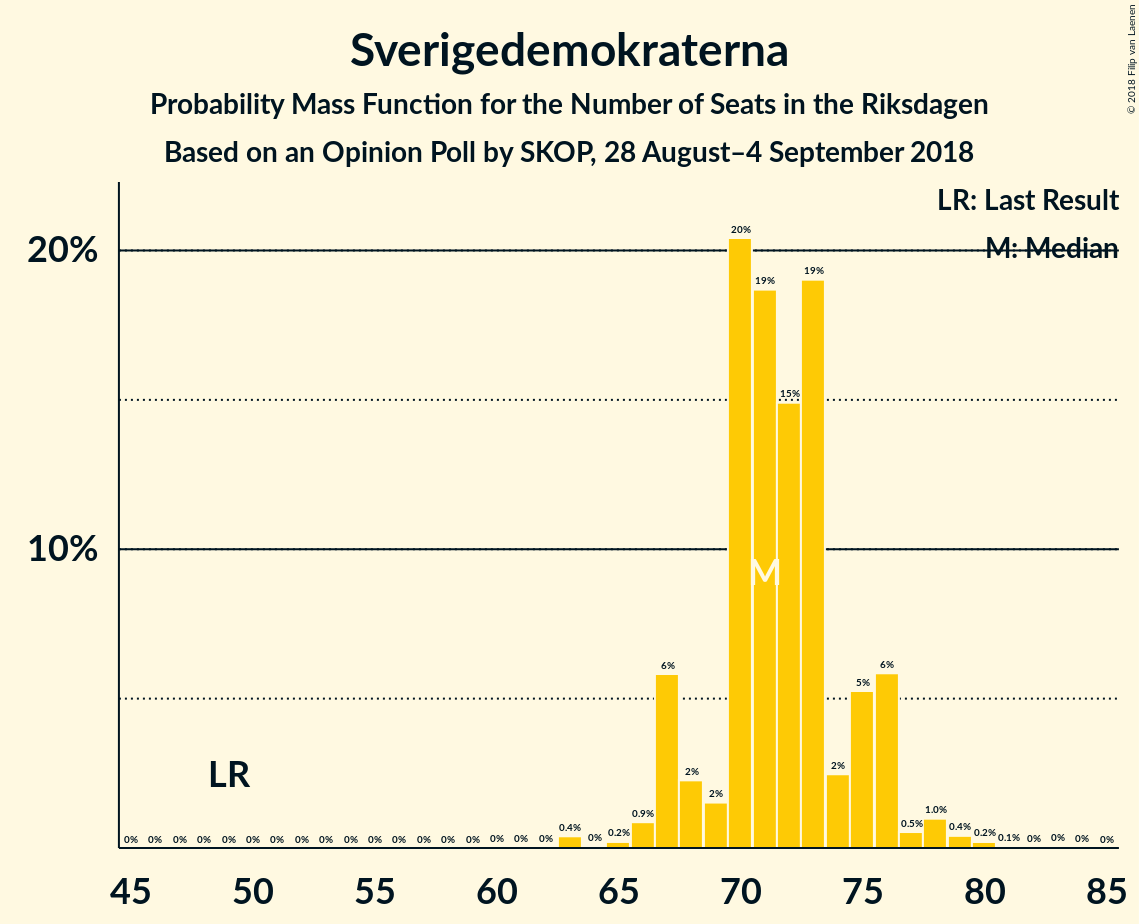 © 2018 Filip van Laenen
Sverigedemokraterna
Probability Mass Function for the Number of Seats in the Riksdagen
Based on an Opinion Poll by SKOP, 28 August–4 September 2018
LR: Last Result
M: Median
20%
10%
LR
M
0% 0% 0% 0% 0% 0% 0% 0% 0% 0% 0% 0% 0% 0% 0% 0% 0% 0% 0.4% 0% 0.2% 0.9% 6% 2% 2% 20% 19% 15% 19% 2% 5% 6% 0.5% 1.0% 0.4% 0.2% 0.1% 0% 0% 0% 0%
45 50 55 60 65 70 75 80 85